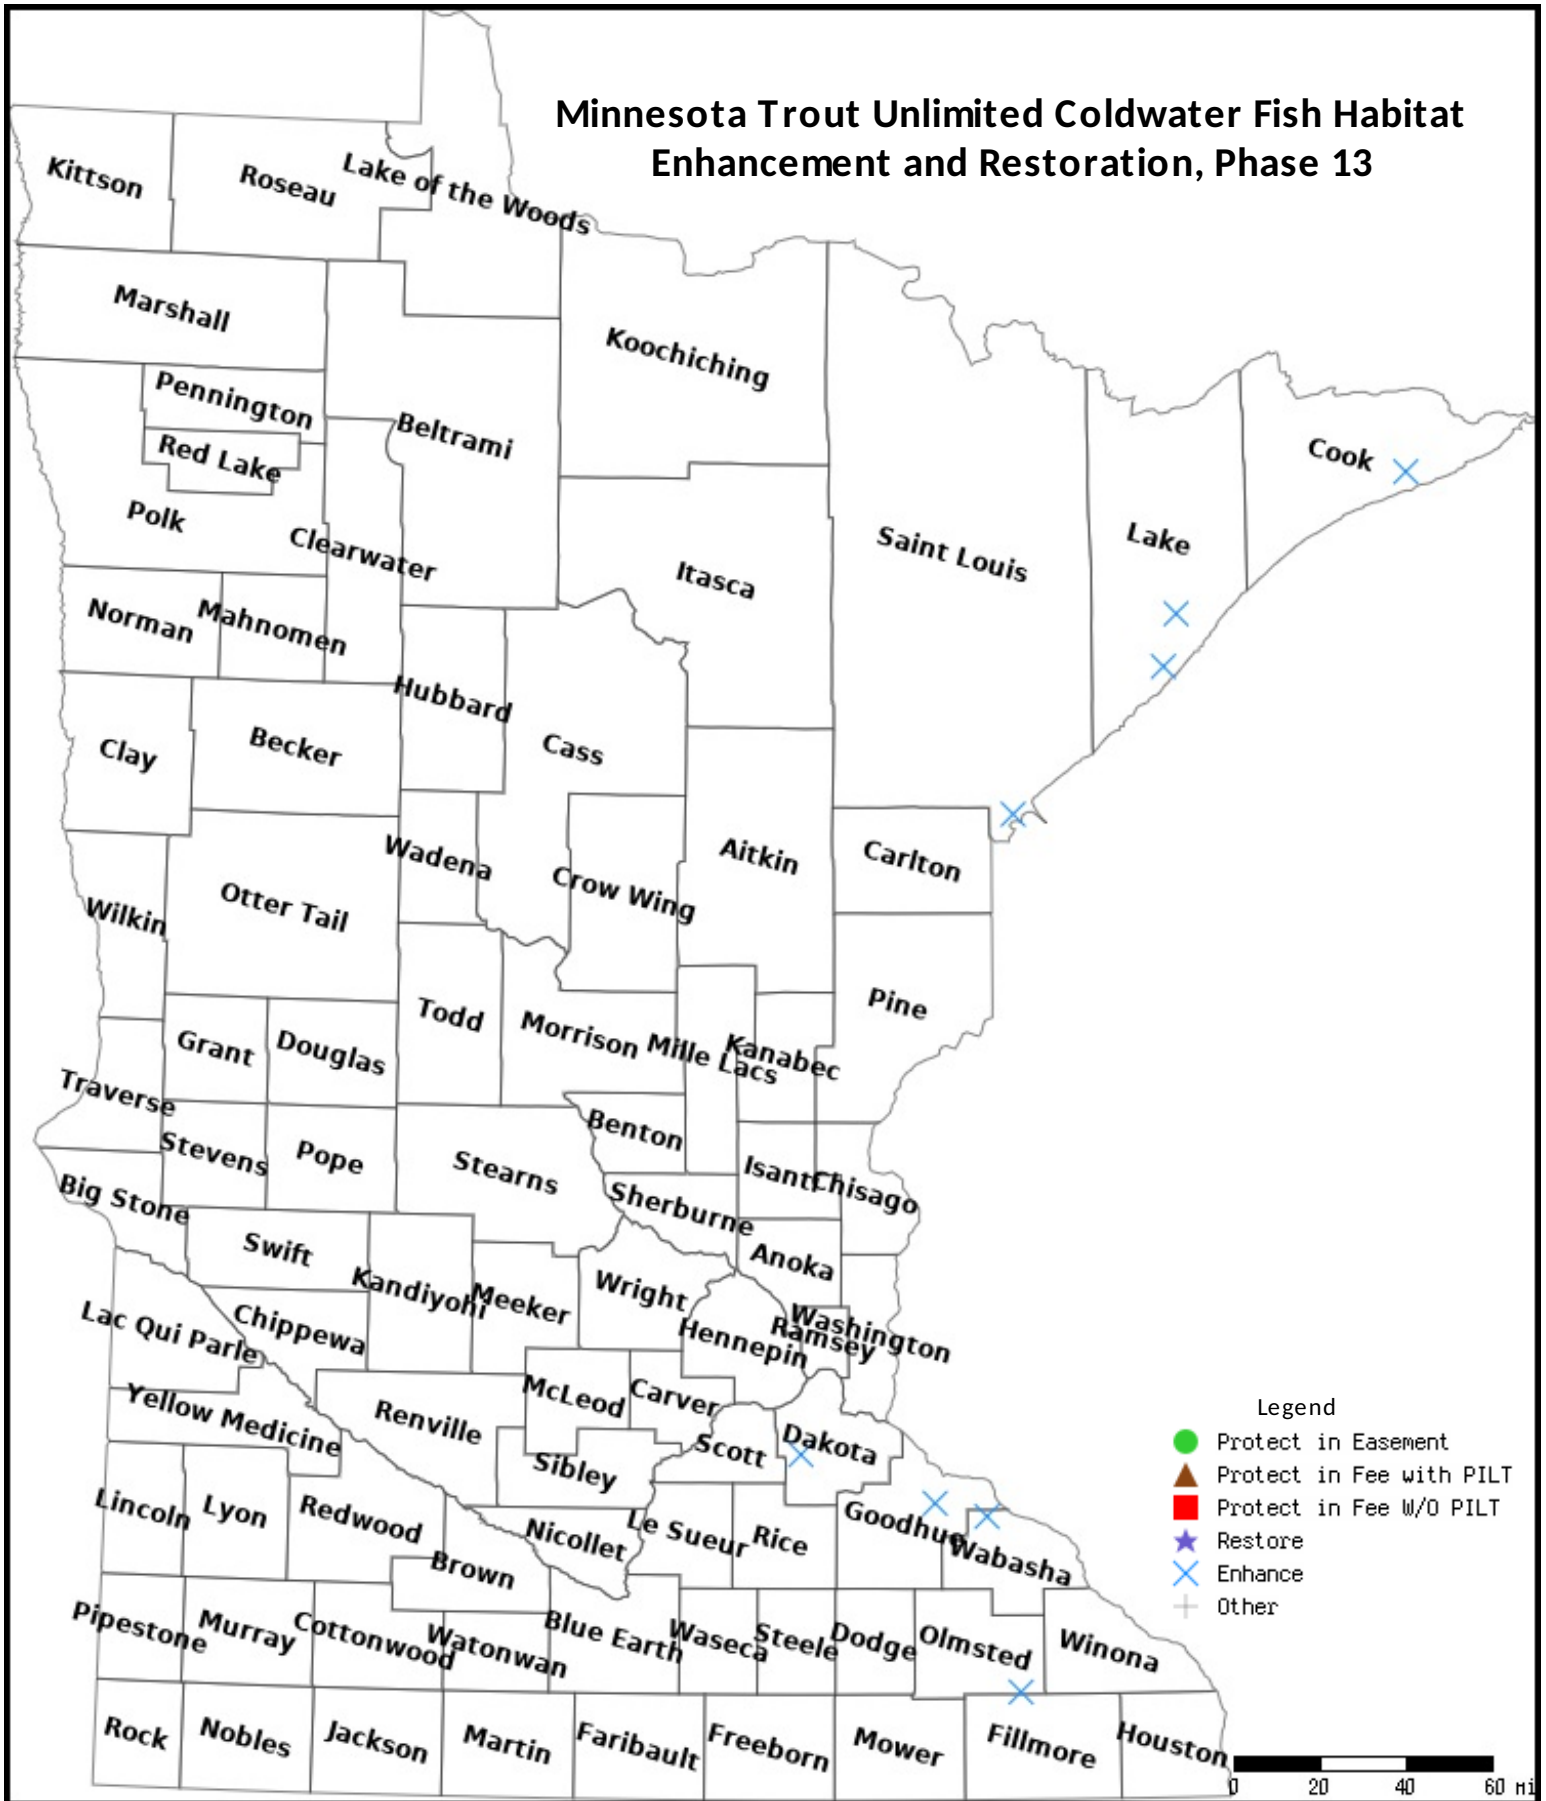 Minnesota Trout Unlimited Coldwater Fish Habitat
Enhancement and Restoration, Phase 13
Kittson
Roseau
Lake of the Woods
Marshall
Koochiching
Pennington
Beltrami
Red Lake
Cook
Polk
Clearwater
Itasca
Saint Louis
Lake
Norman
Mahnomen
Hubbard
Clay
Becker
Cass
Wadena
Aitkin
Carlton
Otter Tail
Crow Wing
Wilkin
Pine
Todd
Morrison
Mille Lacs
Kanabec
Grant
Douglas
Traverse
Benton
Stevens
Pope
Stearns
Isanti
Chisago
Big Stone
Sherburne
Swift
Anoka
Kandiyohi
Meeker
Wright
Washington
Ramsey
Hennepin
Lac Qui Parle
Chippewa
McLeod
Carver
Yellow Medicine
Renville
Scott
Dakota
Sibley
Lincoln
Lyon
Redwood
Nicollet
Le Sueur
Rice
Goodhue
Wabasha
Brown
Pipestone
Murray
Cottonwood
Watonwan
Blue Earth
Waseca
Steele
Dodge
Olmsted
Winona
Rock
Nobles
Jackson
Martin
Faribault
Freeborn
Mower
Fillmore
Houston
Legend
Protect in Easement
Protect in Fee with PILT
Protect in Fee W/O PILT
Restore
Enhance
Other
0 20 40 60 mi